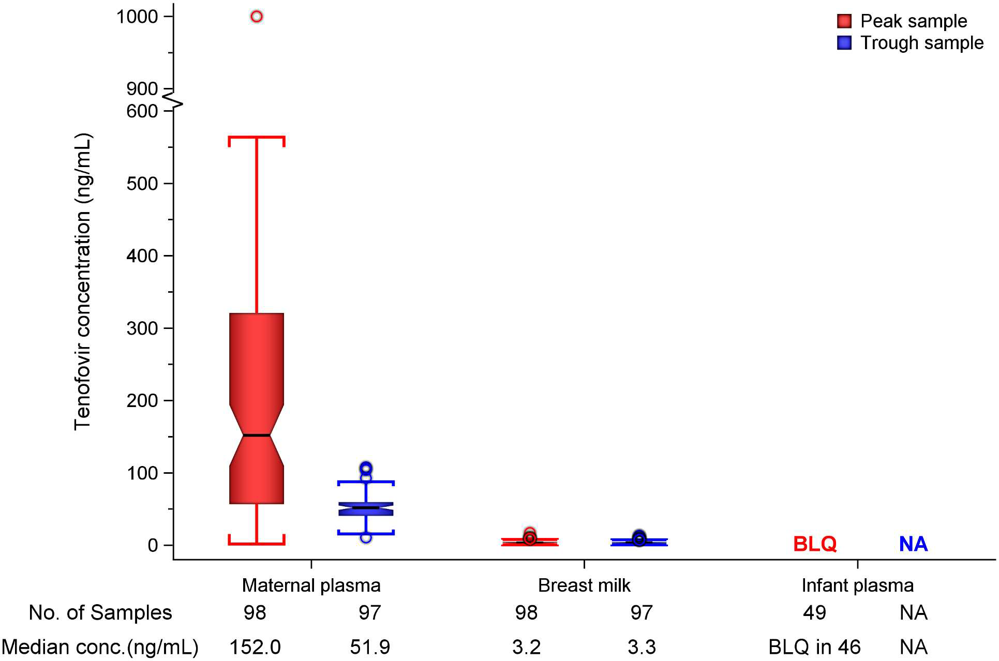 Peak sample
Trough sample
Tenofovir concentration (ng/mL)
1000
900
600
500
400
300
200
100
0
BLQ NA
Maternal plasma Breast milk Infant plasma
No. of Samples 98 97 98 97 49 NA
Median conc.(ng/mL) 152.0 51.9 3.2 3.3 BLQ in 46 NA